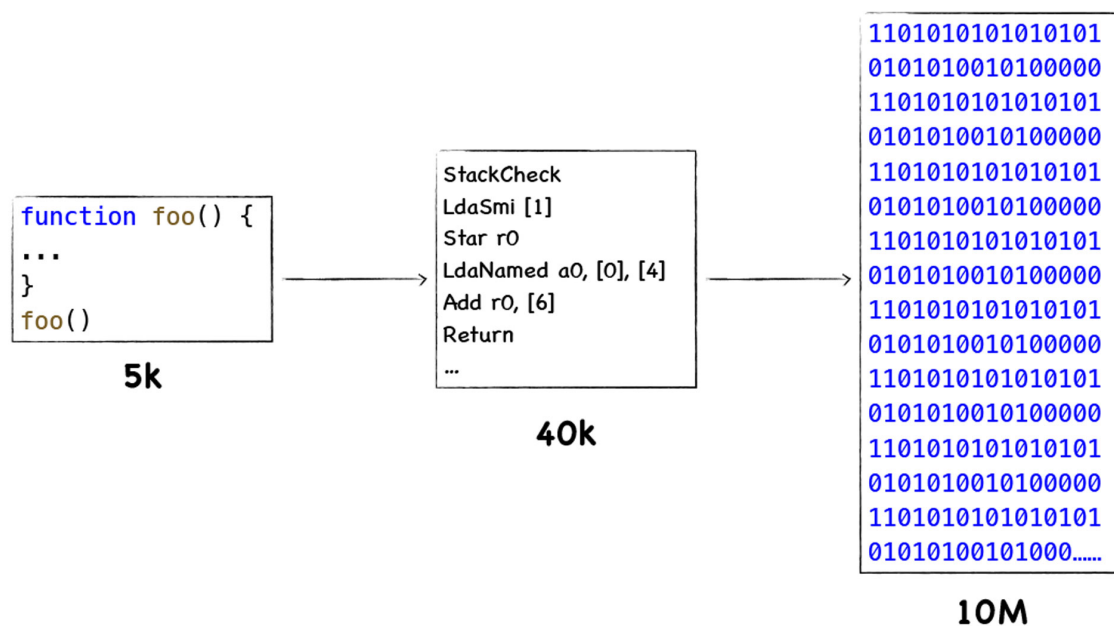 function foo() {
...
}
foo()
5k
StackCheck
LdaSmi [1]
Star r0
LdaNamed a0, [0], [4]
Add r0, [6]
Return
...
40k
1101010101010101
0101010010100000
1101010101010101
0101010010100000
1101010101010101
0101010010100000
1101010101010101
0101010010100000
1101010101010101
0101010010100000
1101010101010101
0101010010100000
1101010101010101
0101010010100000
1101010101010101
01010100101000......
10M